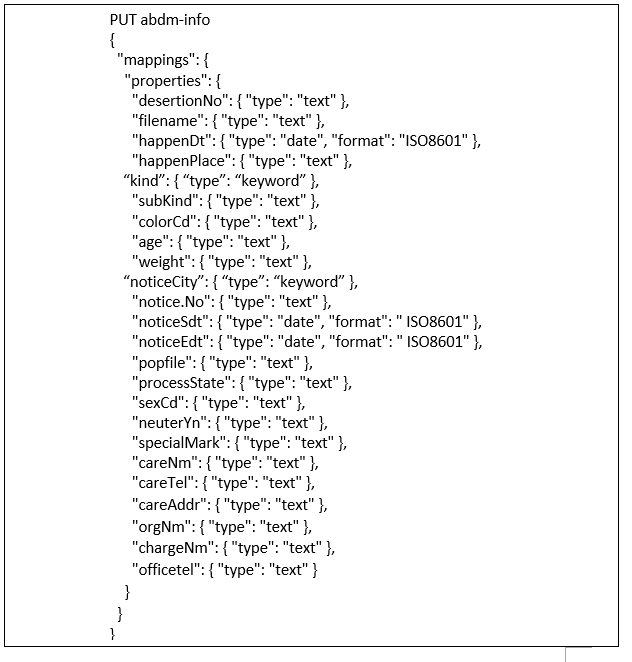 PUT abdm-info
{
"mappings": {
"properties": {
"desertionNo": { "type": "text" },
"filename": { "type": "text" },
"happenDt": { "type": "date", "format": "ISO8601" },
"happenPlace": { "type": "text" },
“kind”: { “type”: “keyword” },
"subKind": { "type": "text" },
"colorCd": { "type": "text" },
"age": { "type": "text" },
"weight": { "type": "text" },
“noticeCity”: { “type”: “keyword” },
"notice.No": { "type": "text" },
"noticeSdt": { "type": "date", "format": " ISO8601" },
"noticeEdt": { "type": "date", "format": " ISO8601" },
"popfile": { "type": "text" },
"processState": { "type": "text" },
"sexCd": { "type": "text" },
"neuterYn": { "type": "text" },
"specialMark": { "type": "text" },
"careNm": { "type": "text" },
"careTel": { "type": "text" },
"careAddr": { "type": "text" },
"orgNm": { "type": "text" },
"chargeNm": { "type": "text" },
"officetel": { "type": "text" }
}
}
}